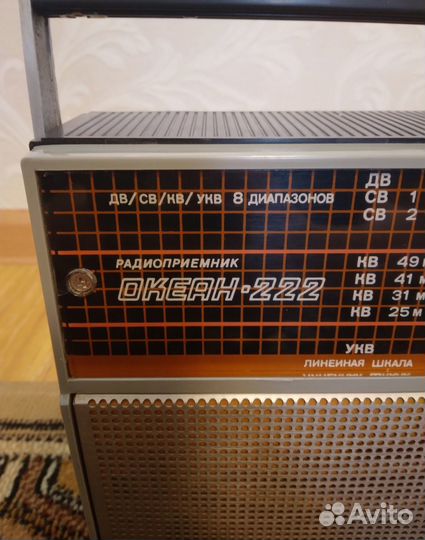 ДВ/СВ/КВ/УКВ 8 ДИАПАЗОНОВ
ДВ
СВ 1
СВ 2
РАДИОПРИЕМНИК
ОКЕАН-222
КВ 49
КВ 41 м
КВ 31 м
КВ 25 м
УКВ
ЛИНЕЙНАЯ ШКАЛА
Avito